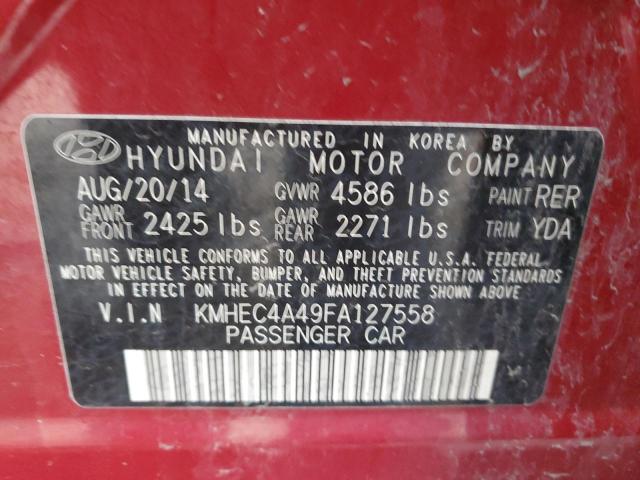 MANUFACTURED IN KOREA BY
HYUNDAI MOTOR COMPANY
AUG/20/14 GVWR 4586 lbs PAINT RER
GAWR FRONT 2425 lbs GAWR REAR 2271 lbs TRIM YDA
THIS VEHICLE CONFORMS TO ALL APPLICABLE U.S.A. FEDERAL
MOTOR VEHICLE SAFETY, BUMPER, AND THEFT PREVENTION STANDARDS
IN EFFECT ON THE DATE OF MANUFACTURE SHOWN ABOVE.
V.I.N KMHEC4A49FA127558
PASSENGER CAR